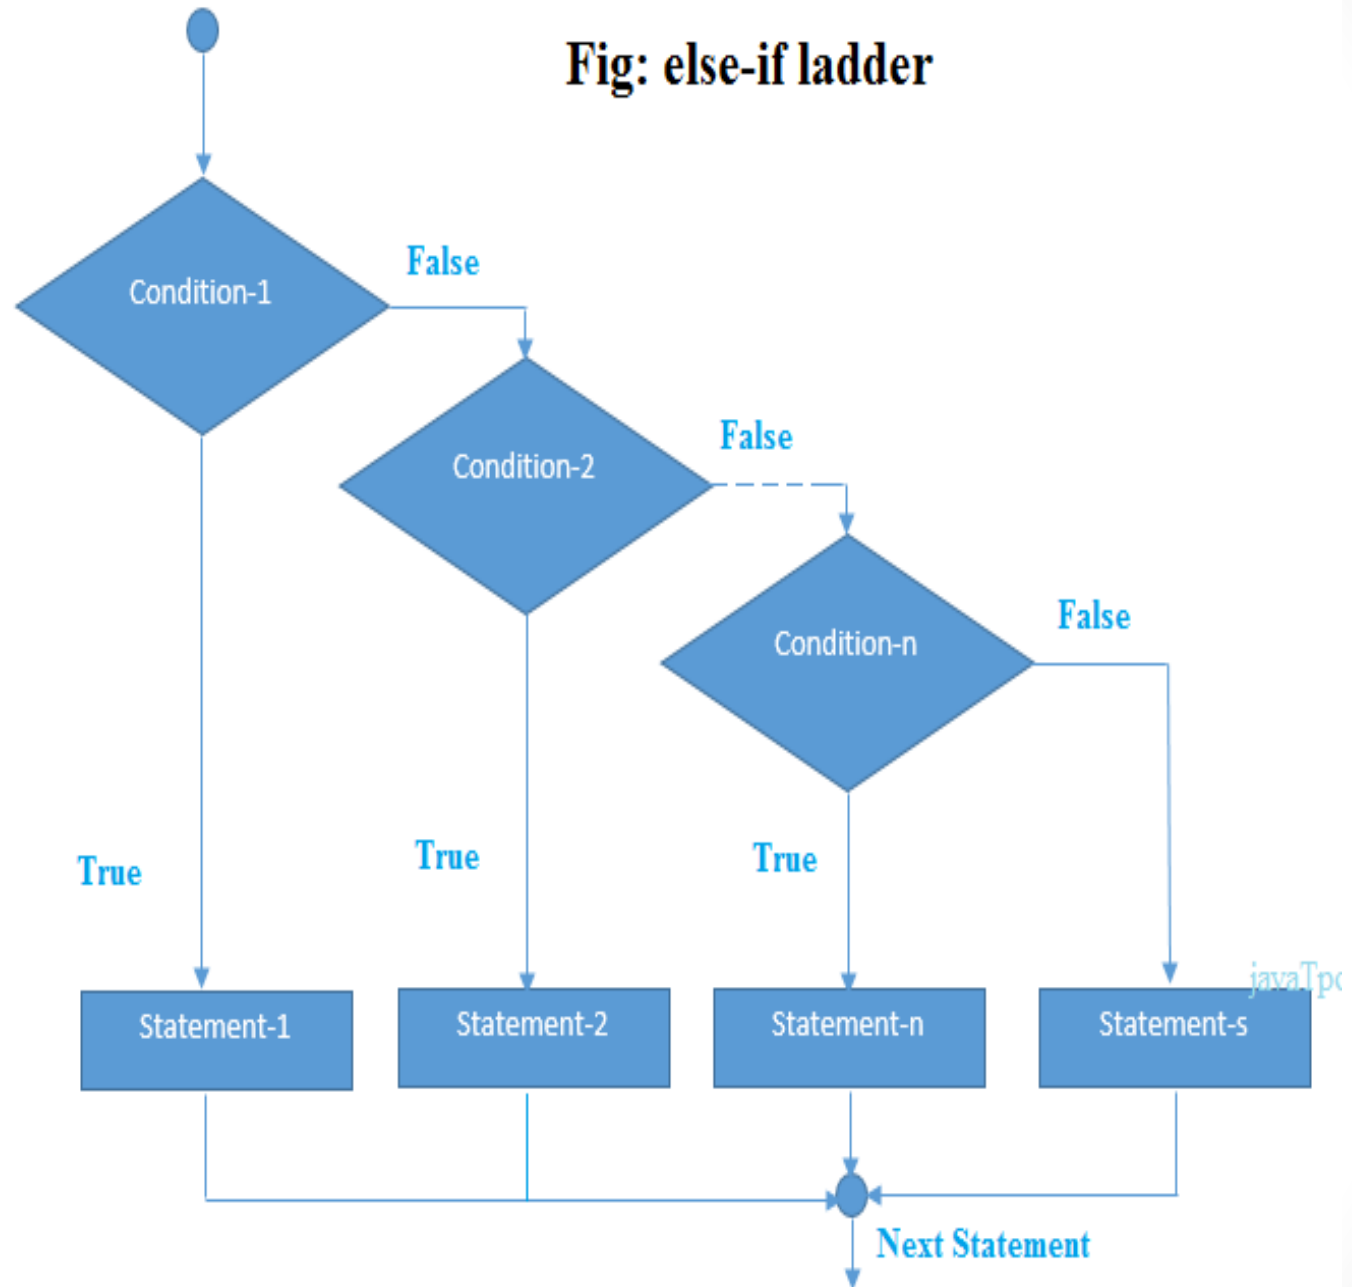 Fig: else-if ladder
Condition-1
False
Condition-2
False
Condition-n
False
True
True
True
Statement-1
Statement-2
Statement-n
Statement-s
Next Statement